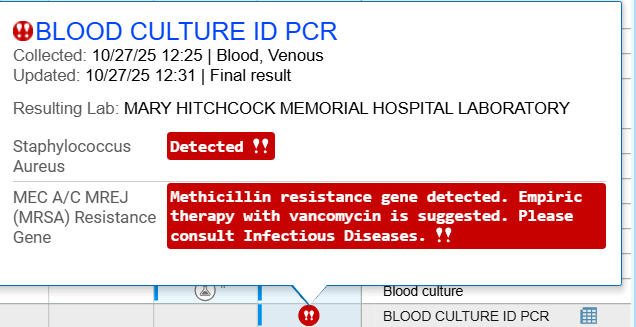 BLOOD CULTURE ID PCR
Collected: 10/27/25 12:25 | Blood, Venous
Updated: 10/27/25 12:31 | Final result
Resulting Lab: MARY HITCHCOCK MEMORIAL HOSPITAL LABORATORY
Staphylococcus Detected !!
Aureus
MEC A/C MREJ Methicillin resistance gene detected. Empiric
(MRSA) Resistance therapy with vancomycin is suggested. Please
Gene consult Infectious Diseases. !!
Blood culture
BLOOD CULTURE ID PCR